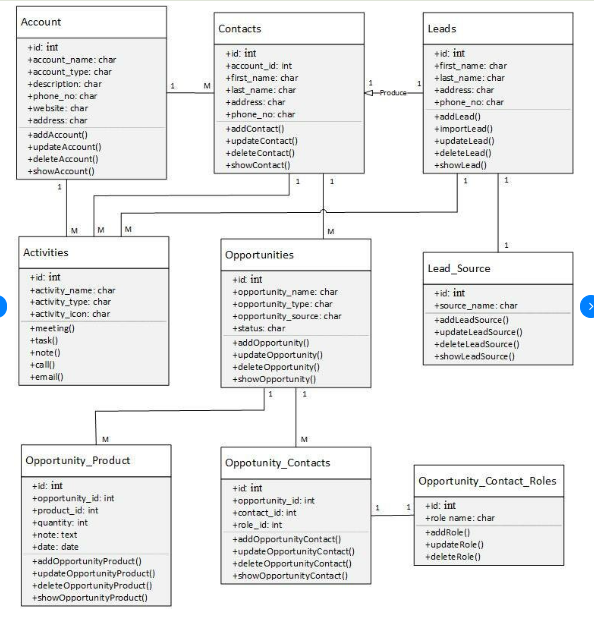 Account
+id: int
+account_name: char
+account_type: char
+description: char
+phone_no: char
+website: char
+address: char
+addAccount()
+updateAccount()
+deleteAccount()
+showAccount()
1
M
Contacts
+id: int
+account_id: int
+first_name: char
+last_name: char
+address: char
+phone_no: char
+addContact()
+updateContact()
+deleteContact()
+showContact()
1
Produce
1
Leads
+id: int
+first_name: char
+last_name: char
+address: char
+phone_no: char
+addLead()
+importLead()
+updateLead()
+deleteLead()
+showLead()
1
1
1
1
1
M
M
M
M
1
Activities
+id: int
+activity_name: char
+activity_type: char
+activity_icon: char
+meeting()
+task()
+note()
+call()
+email()
Opportunities
+id: int
+opportunity_name: char
+opportunity_type: char
+opportunity_source: char
+status: char
+addOpportunity()
+updateOpportunity()
+deleteOpportunity()
+showOpportunity()
Lead_Source
+id: int
+source_name: char
+addLeadSource()
+updateLeadSource()
+deleteLeadSource()
+showLeadSource()
1
1
M
M
Opportunity_Product
+id: int
+opportunity_id: int
+product_id: int
+quantity: int
+note: text
+date: date
+addOpportunityProduct()
+updateOpportunityProduct()
+deleteOpportunityProduct()
+showOpportunityProduct()
Oppotunity_Contacts
+id: int
+opportunity_id: int
+contact_id: int
+role_id: int
+addOpportunityContact()
+updateOpportunityContact()
+deleteOpportunityContact()
+showOpportunityContact()
1
1
Opportunity_Contact_Roles
+id: int
+role name: char
+addRole()
+updateRole()
+deleteRole()